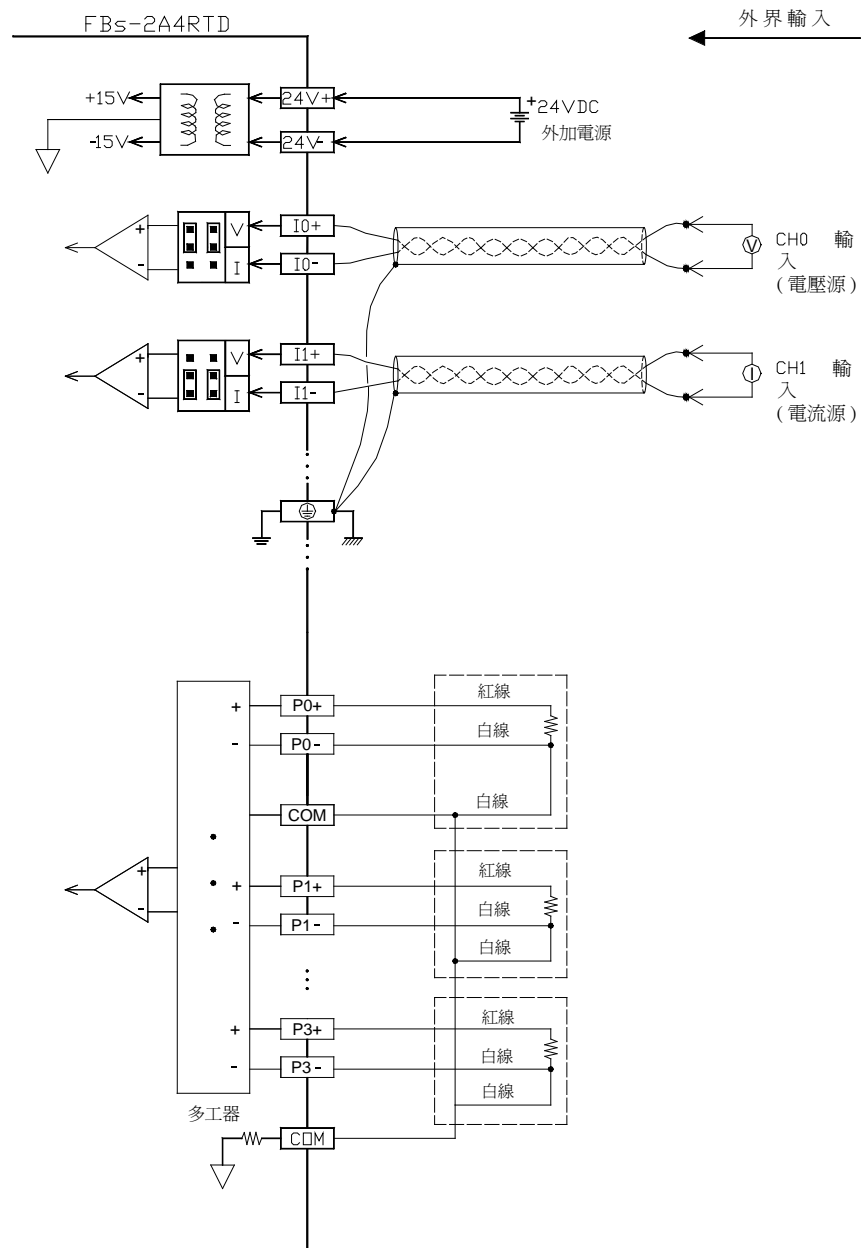 FBs-2A4RTD
外界輸入
+15V
24V+
+24VDC
-15V
24V-
外加電源
+
V
I0+
V
CH0 輸
入
(電壓源)
-
I
I0-
+
V
I1+
I
CH1 輸
入
(電流源)
-
I
I1-
+
P0+
紅線
-
P0-
白線
COM
白線
+
-
+
P1+
紅線
-
P1-
白線
白線
+
P3+
紅線
-
P3-
白線
白線
多工器
COM